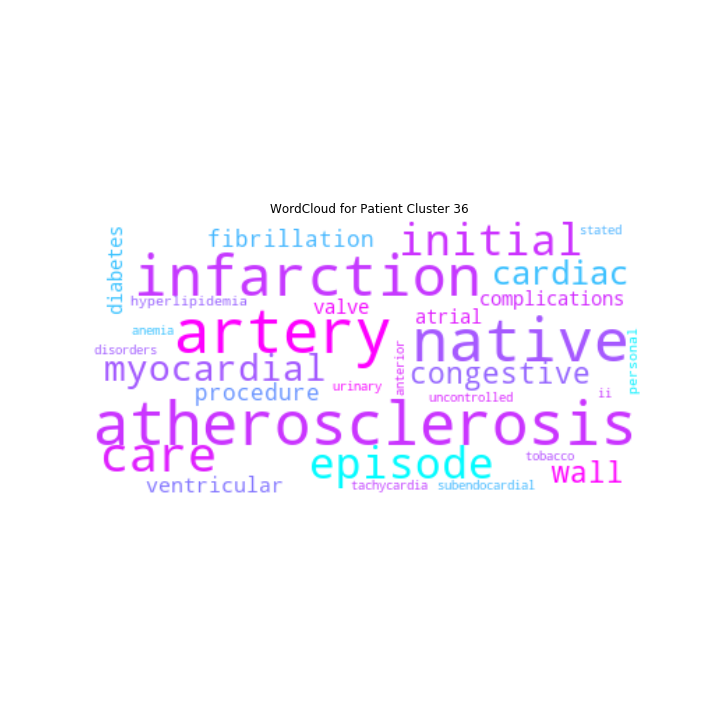 WordCloud for Patient Cluster 36
diabetes
fibrillation
initial
stated
infarction
cardiac
hyperlipidemia
valve
complications
artery
atrial
native
anemia
disorders
personal
myocardial
anterior
congestive
procedure
urinary
uncontrolled
ii
atherosclerosis
care
episode
tobacco
wall
ventricular
tachycardia
subendocardial